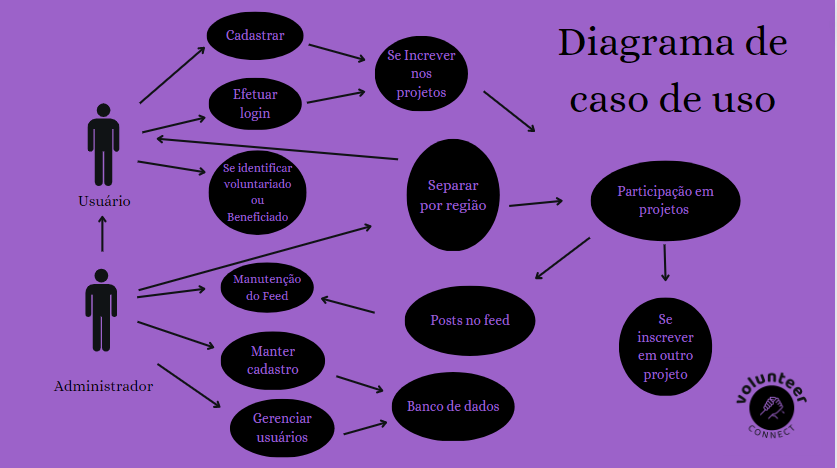 Diagrama de
caso de uso
Cadastrar
Se Increver
nos
projetos
Efetuar
login
Se identificar
voluntariado
ou
Beneficiado
Usuário
Separar
por região
Participação em
projetos
Manutenção
do Feed
Posts no feed
Se
inscrever
em outro
projeto
Manter
cadastro
Administrador
Banco de dados
Gerenciar
usuários
volunteer
CONNECT